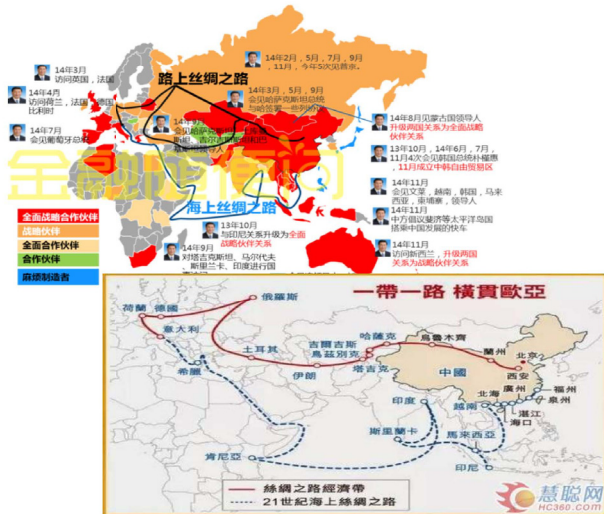 14年3月
访问英国，法国
14年4月
访问荷兰、法国、德国
比利时
14年7月
会见葡萄牙总统
路上丝绸之路
14年2月，5月，7月，9月
，11月，今年5次见普京。
14年3月，5月，9月
会见哈萨克斯坦总统
14年8月见蒙古国领导人
升级两国关系为全面战略
伙伴关系
13年10月，14年6月，7月，
11月4次会见韩国总统朴槿惠
，11月成立中韩自由贸易区
14年11月
会见文莱，越南，韩国，马来
西亚，柬埔寨，领导人
14年11月
中方倡议斐济等太平洋岛国
搭乘中国发展的快车
14年11月
访问新西兰，升级两
国关系为战略伙伴关系
海上丝绸之路
13年10月
与印尼关系升级为全面
战略伙伴关系
14年9月
对塔吉克斯坦、马尔代夫
、斯里兰卡、印度进行国
全面战略合作伙伴
战略伙伴
全面合作伙伴
合作伙伴
麻烦制造者
一帶一路 橫貫歐亞
荷蘭
德國
俄羅斯
意大利
希臘
土耳其
伊朗
吉爾吉斯
烏茲別克
哈薩克
塔吉克
烏魯木齊
蘭州
北京
西安
中國
廣州
福州
泉州
北海
湛江
海口
印度
越南
斯里蘭卡
馬來西亞
肯尼亞
印尼
絲綢之路經濟帶
21世紀海上絲綢之路
慧聪网
HC360.COM